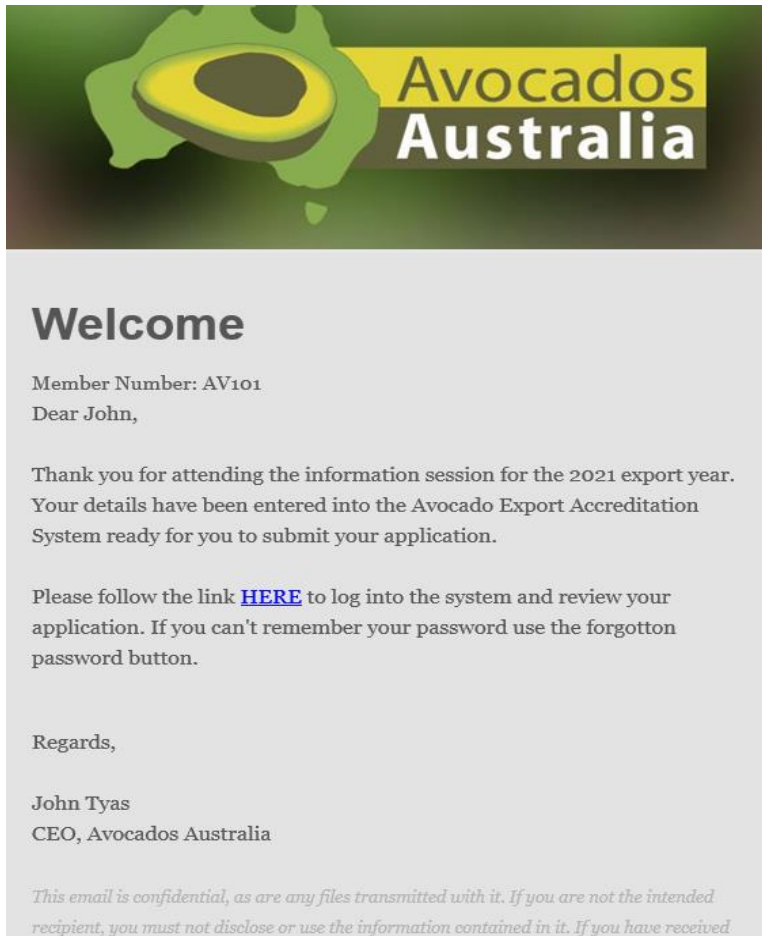 Avocados
Australia
Welcome
Member Number: AV101
Dear John,
Thank you for attending the information session for the 2021 export year.
Your details have been entered into the Avocado Export Accreditation
System ready for you to submit your application.
Please follow the link HERE to log into the system and review your
application. If you can't remember your password use the forgotton
password button.
Regards,
John Tyas
CEO, Avocados Australia
This email is confidential, as are any files transmitted with it. If you are not the intended
recipient, you must not disclose or use the information contained in it. If you have received